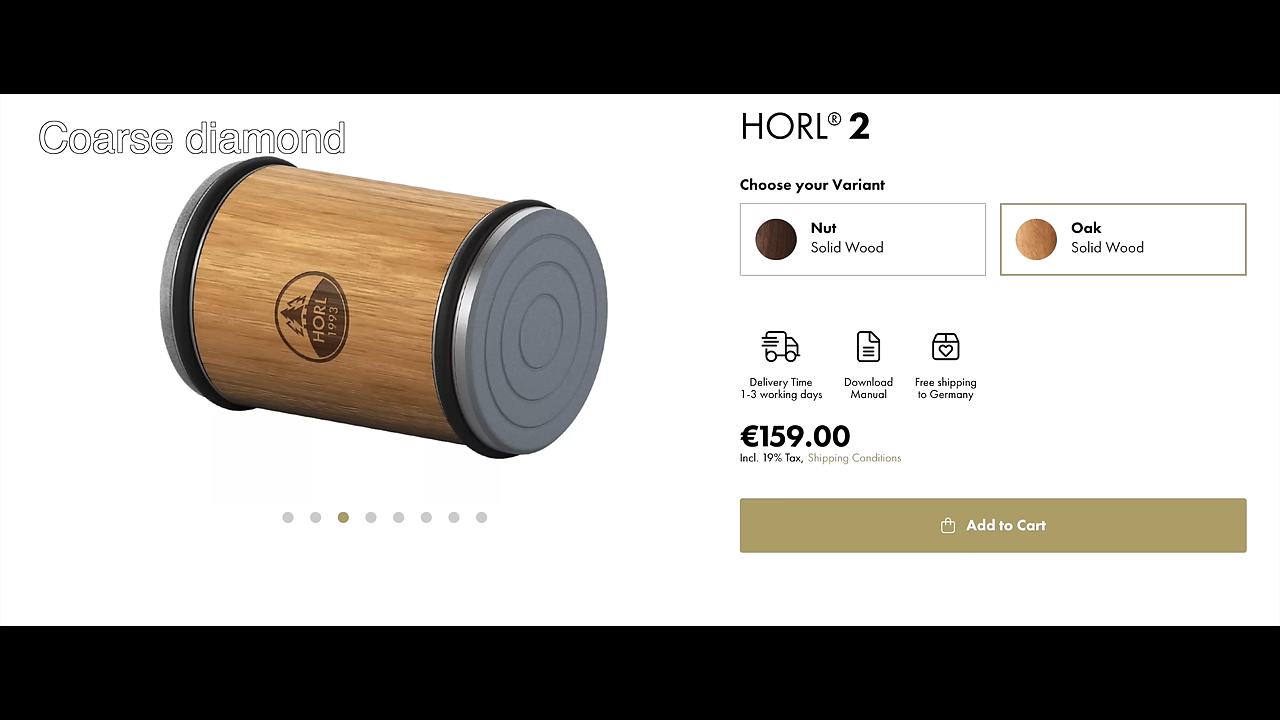 Coarse diamond
HORL
1993
HORL® 2
Choose your Variant
Nut
Solid Wood
Oak
Solid Wood
Delivery Time
1-3 working days
Download
Manual
Free shipping
to Germany
€159.00
Incl. 19% Tax, Shipping Conditions
Add to Cart